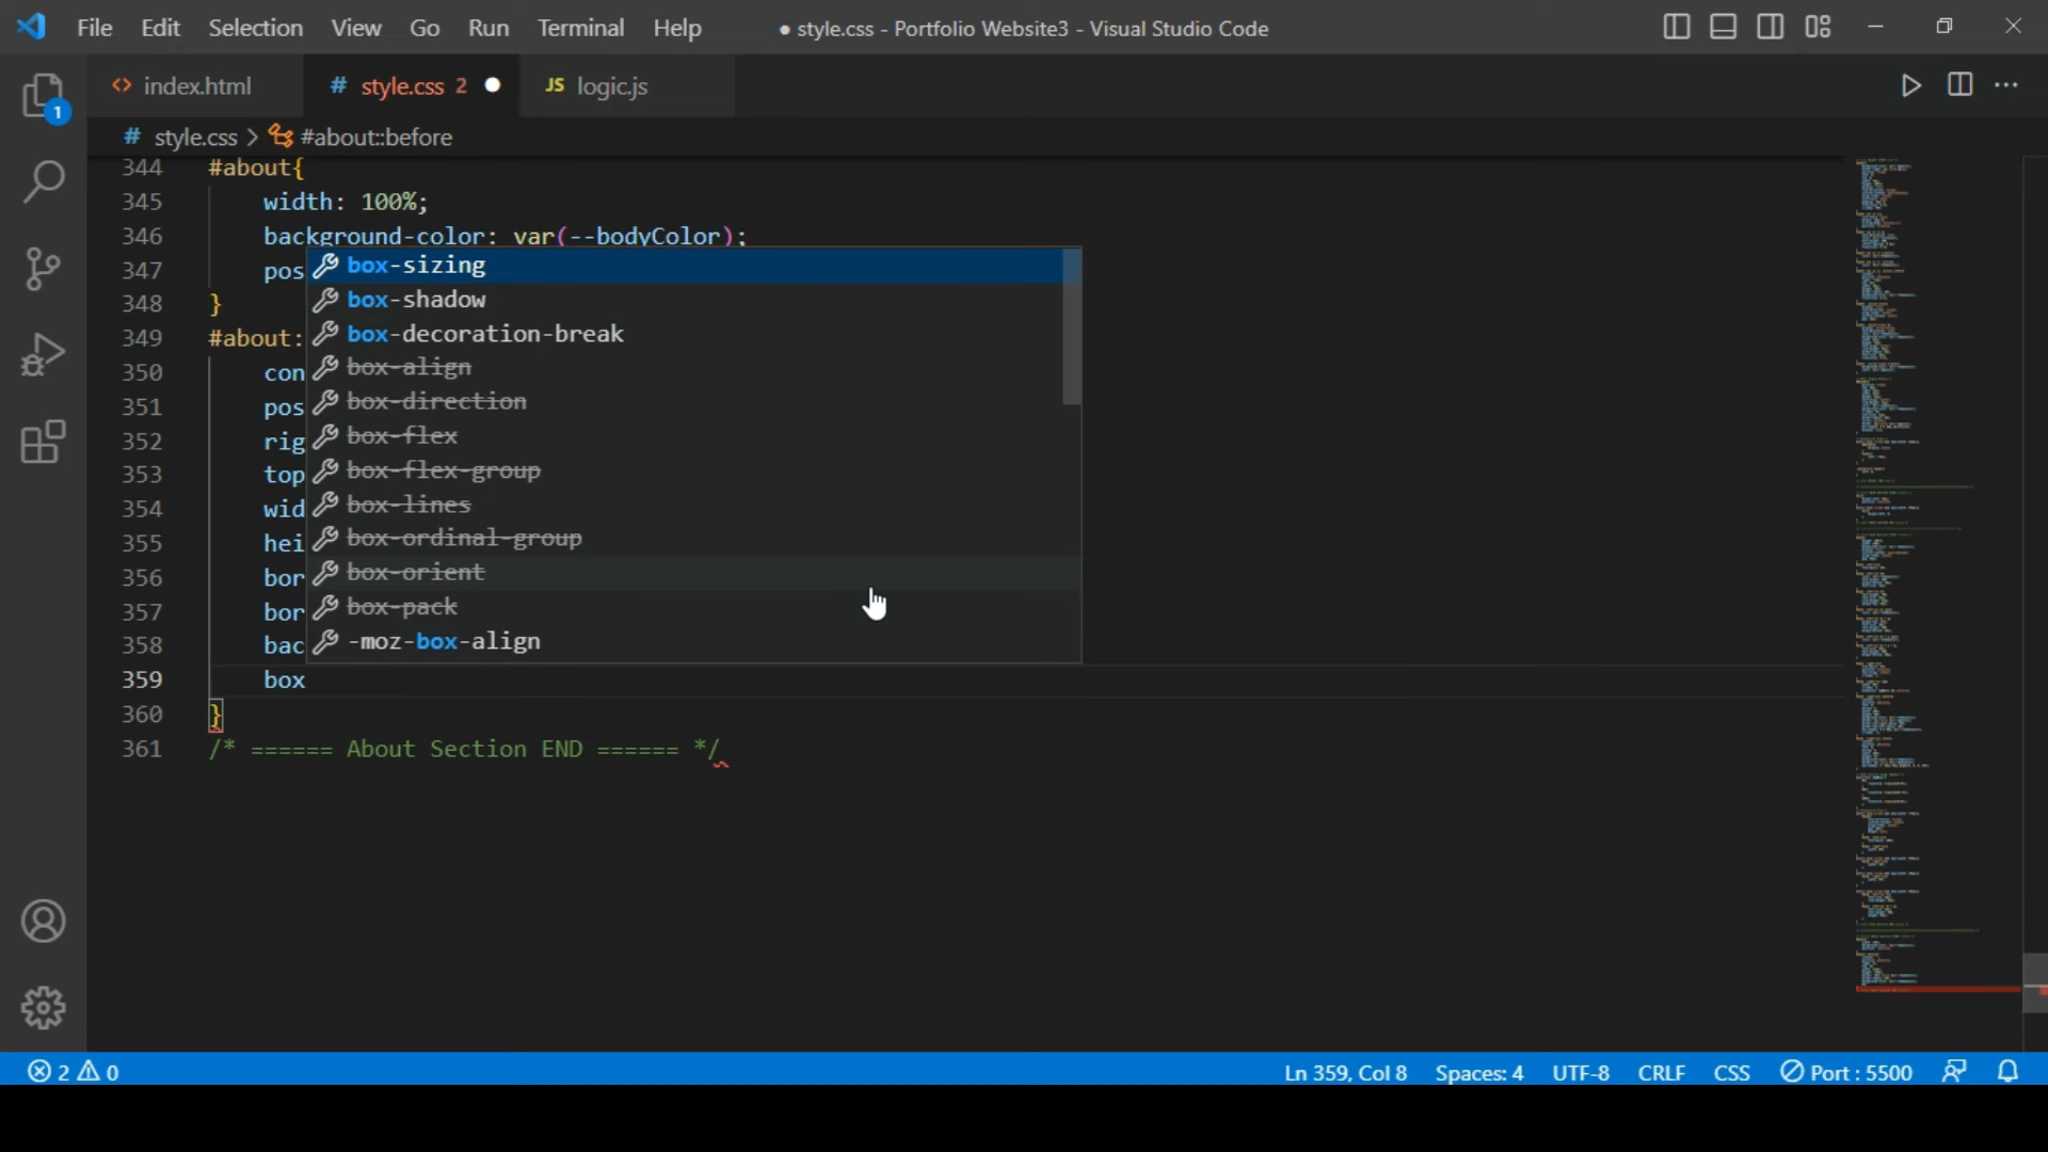 File Edit Selection View Go Run Terminal Help ● style.css - Portfolio Website3 - Visual Studio Code
<> index.html # style.css 2 ● JS logic.js
# style.css > #about::before
344 #about{
345 width: 100%;
346 background-color: var(--bodyColor);
347 pos
348 }
349 #about:
350 con
351 pos
352 rig
353 top
354 wid
355 hei
356 bor
357 bor
358 bac
359 box
360 }
361 /* ====== About Section END ====== */
box-sizing
box-shadow
box-decoration-break
box-align
box-direction
box-flex
box-flex-group
box-lines
box-ordinal-group
box-orient
box-pack
-moz-box-align
1
2 0 Ln 359, Col 8 Spaces: 4 UTF-8 CRLF CSS Port : 5500